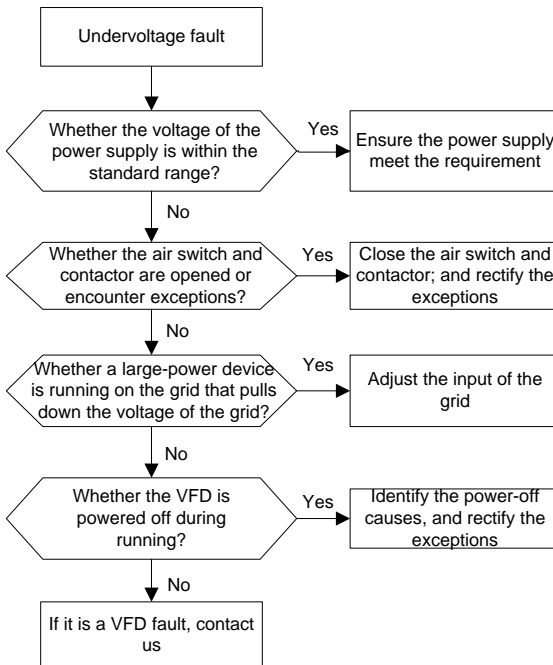 Undervoltage fault
Whether the voltage of the
power supply is within the
standard range?
Yes
Ensure the power supply
meet the requirement
No
Whether the air switch and
contactor are opened or
encounter exceptions?
Yes
Close the air switch and
contactor; and rectify the
exceptions
No
Whether a large-power device
is running on the grid that pulls
down the voltage of the grid?
Yes
Adjust the input of the
grid
No
Whether the VFD is
powered off during
running?
Yes
Identify the power-off
causes, and rectify the
exceptions
No
If it is a VFD fault, contact
us